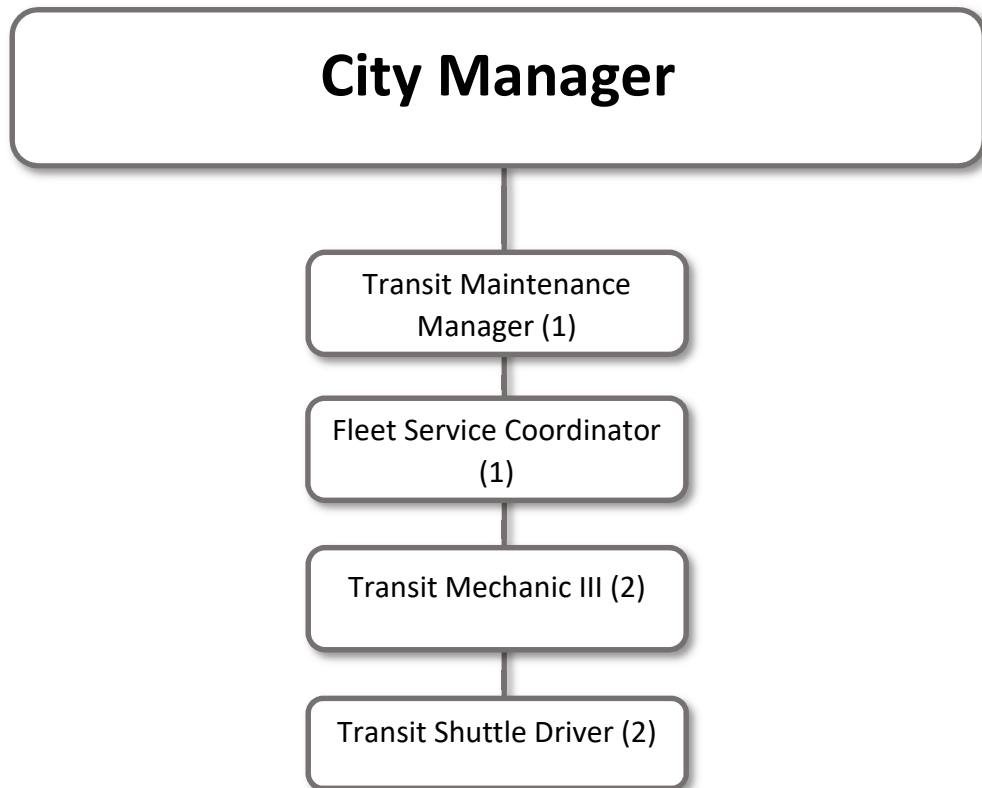 City Manager
Transit Maintenance
Manager (1)
Fleet Service Coordinator
(1)
Transit Mechanic III (2)
Transit Shuttle Driver (2)